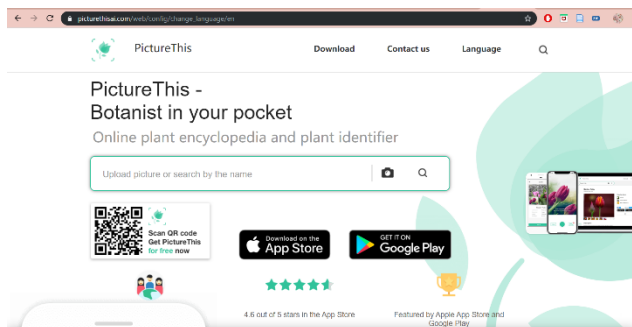 picturethisai.com/web/config/change_language/en
PictureThis
Download
Contact us
Language
PictureThis -
Botanist in your pocket
Online plant encyclopedia and plant identifier
Upload picture or search by the name
Scan QR code
Get PictureThis
for free now
Download on the
App Store
GET IT ON
Google Play
4.6 out of 5 stars in the App Store
Featured by Apple App Store and
Google Play